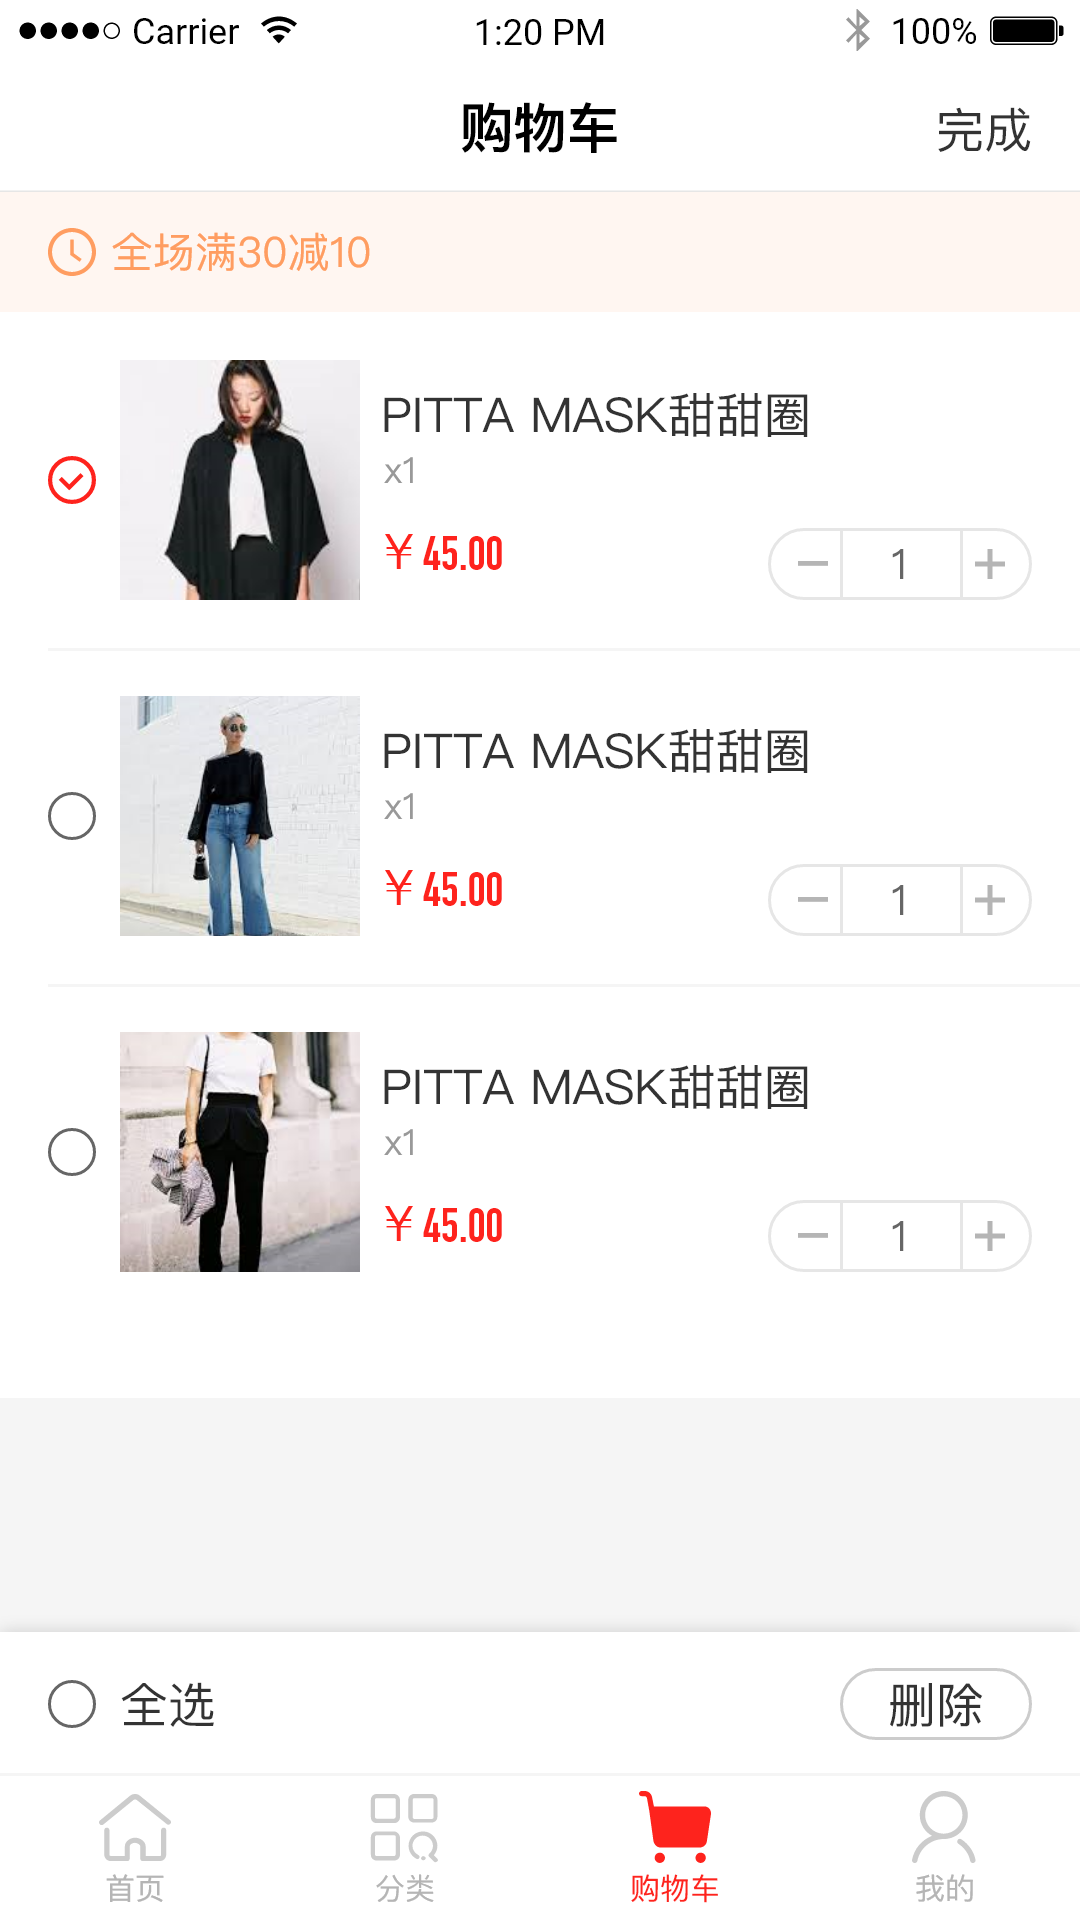 Carrier 1:20 PM 100%
购物车 完成
全场满30减10
PITTA MASK甜甜圈
x1
¥45.00 1
PITTA MASK甜甜圈
x1
¥45.00 1
PITTA MASK甜甜圈
x1
¥45.00 1
全选 删除
首页 分类 购物车 我的